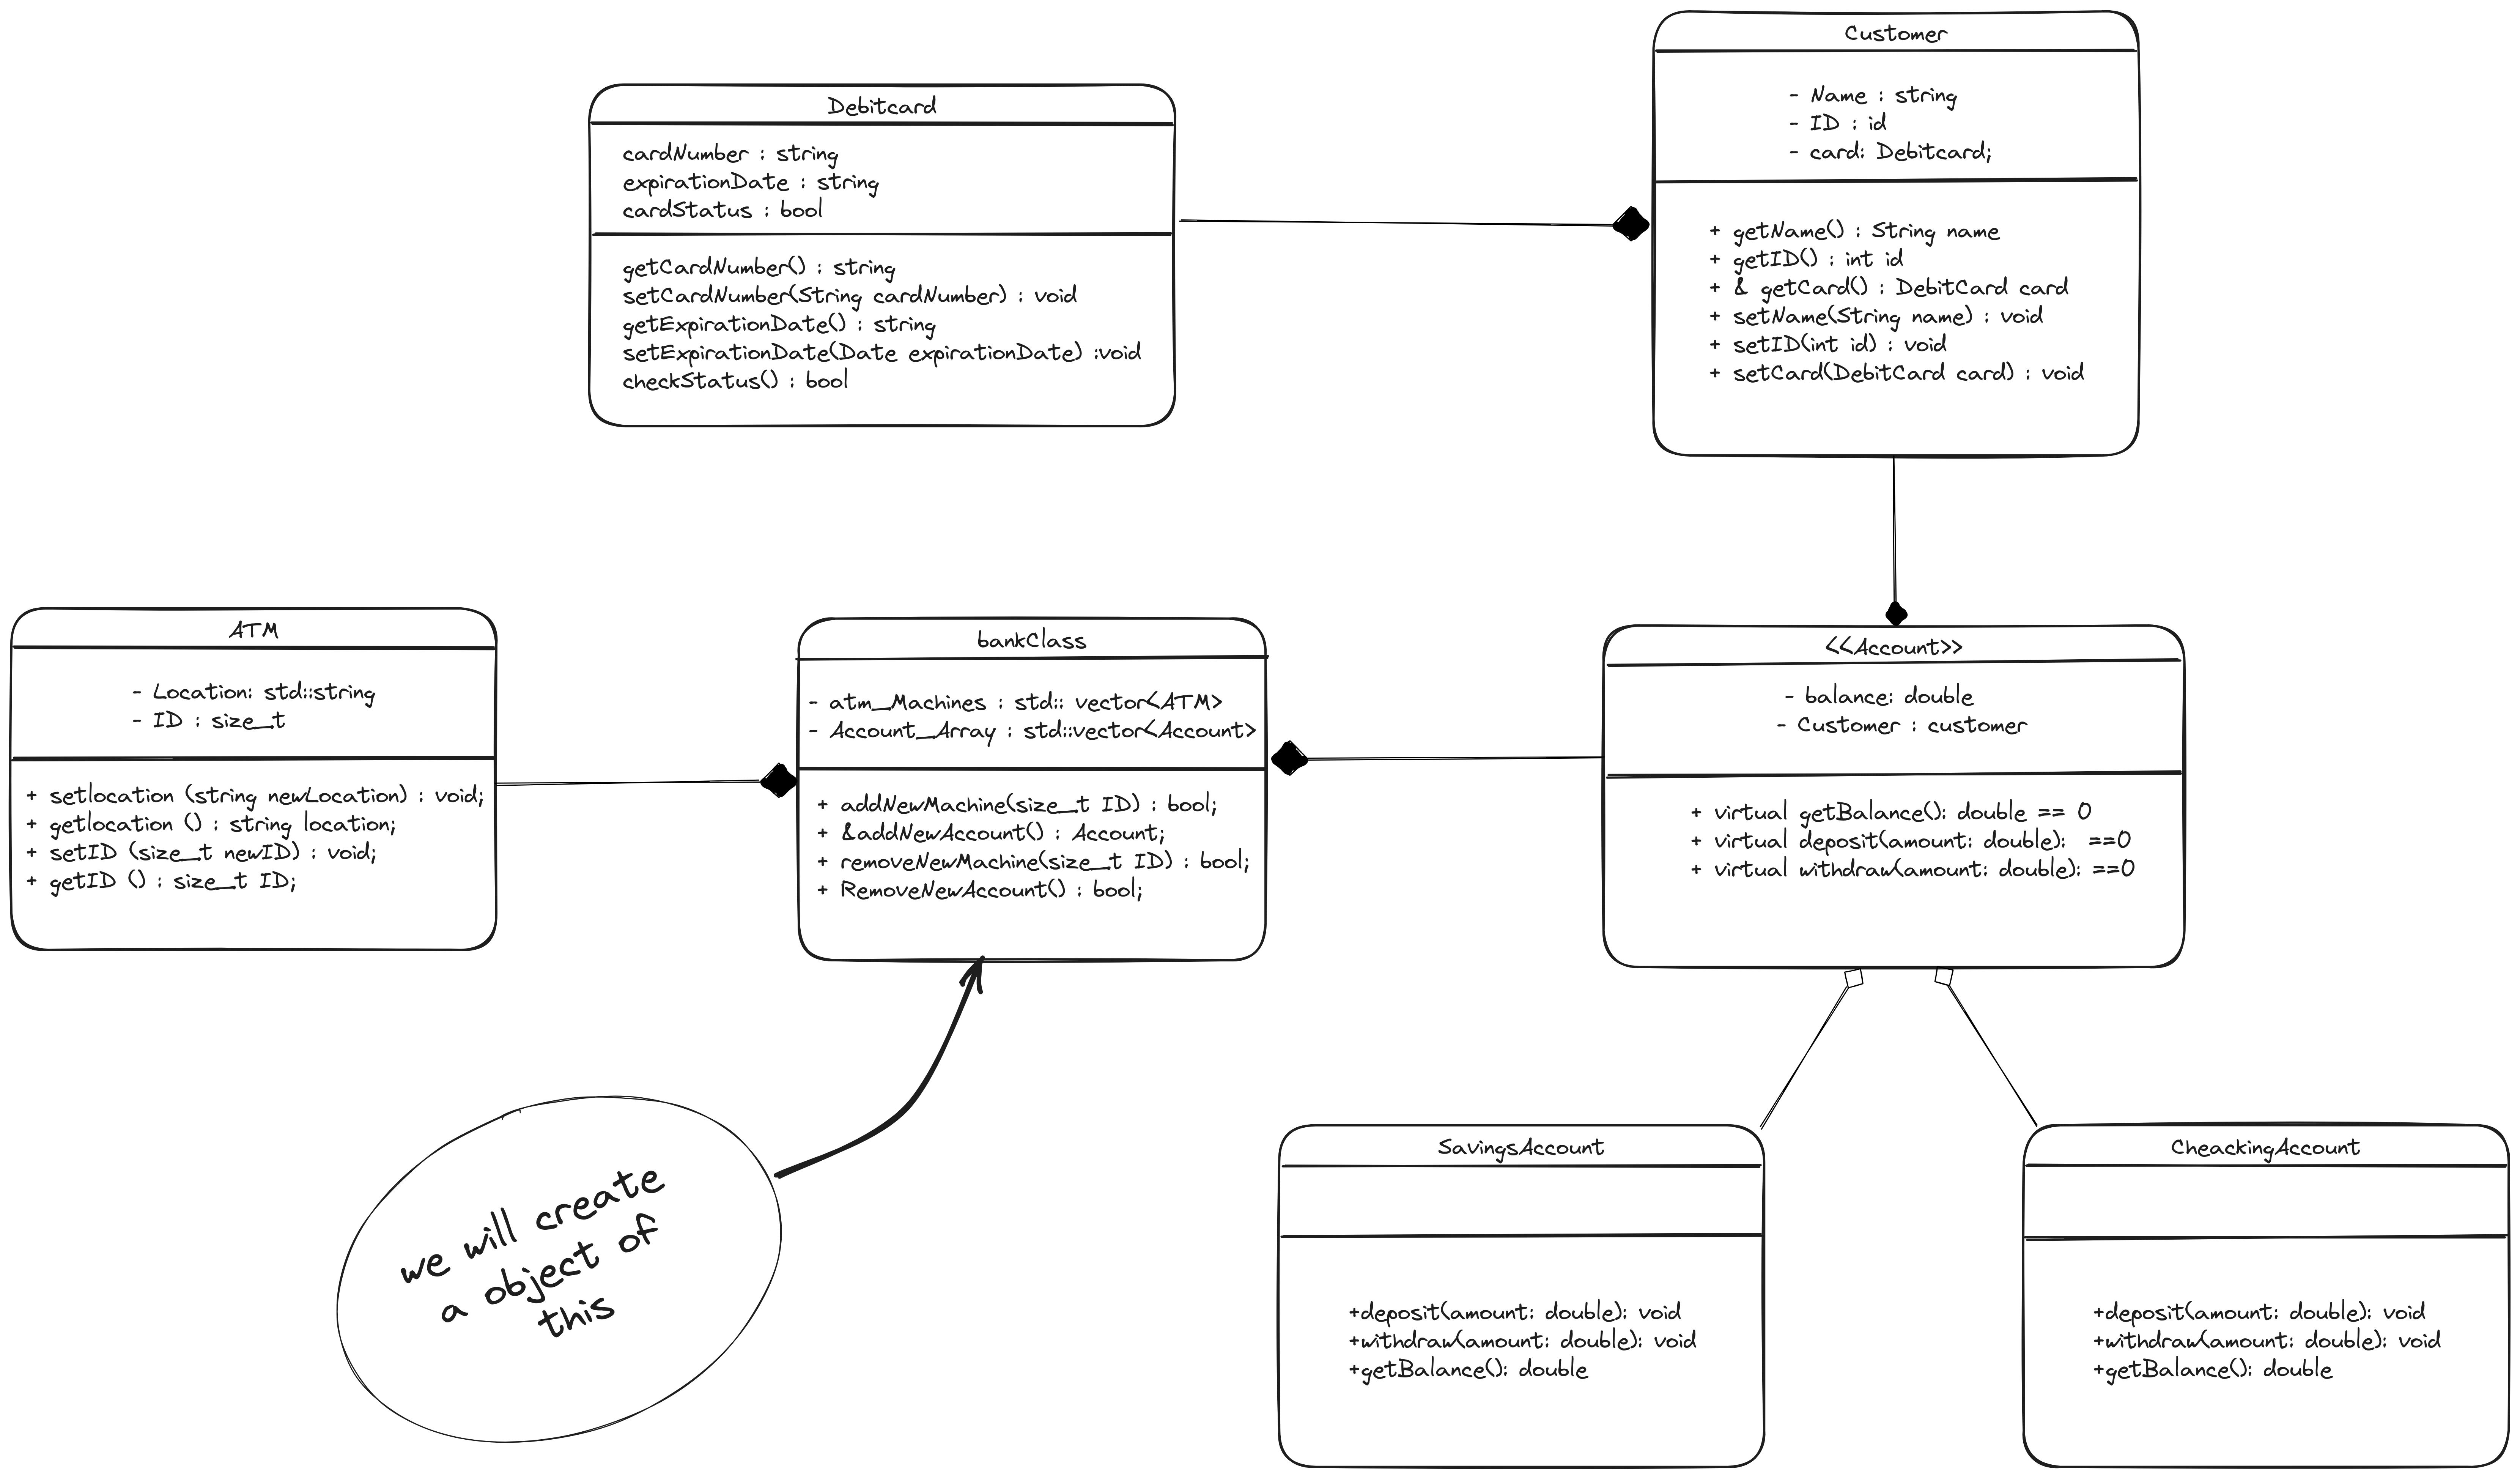 Customer
- Name : string
- ID : id
- card: Debitcard;
+ getName() : String name
+ getID() : int id
+ & getCard() : DebitCard card
+ setName(String name) : void
+ setID(int id) : void
+ setCard(DebitCard card) : void
Debitcard
cardNumber : string
expirationDate : string
cardStatus : bool
getCardNumber() : string
setCardNumber(String cardNumber) : void
getExpirationDate() : string
setExpirationDate(Date expirationDate) :void
checkStatus() : bool
ATM
- Location: std::string
- ID : size_t
+ setlocation (string newLocation) : void;
+ getlocation () : string location;
+ setID (size_t newID) : void;
+ getID () : size_t ID;
bankClass
- atm_Machines : std:: vector<ATM>
- Account_Array : std::vector<Account>
+ addNewMachine(size_t ID) : bool;
+ &addNewAccount() : Account;
+ removeNewMachine(size_t ID) : bool;
+ RemoveNewAccount() : bool;
<<Account>>
- balance: double
- Customer : customer
+ virtual getBalance(): double == 0
+ virtual deposit(amount: double): ==0
+ virtual withdraw(amount: double): ==0
we will create
a object of
this
SavingsAccount
+deposit(amount: double): void
+withdraw(amount: double): void
+getBalance(): double
CheackingAccount
+deposit(amount: double): void
+withdraw(amount: double): void
+getBalance(): double